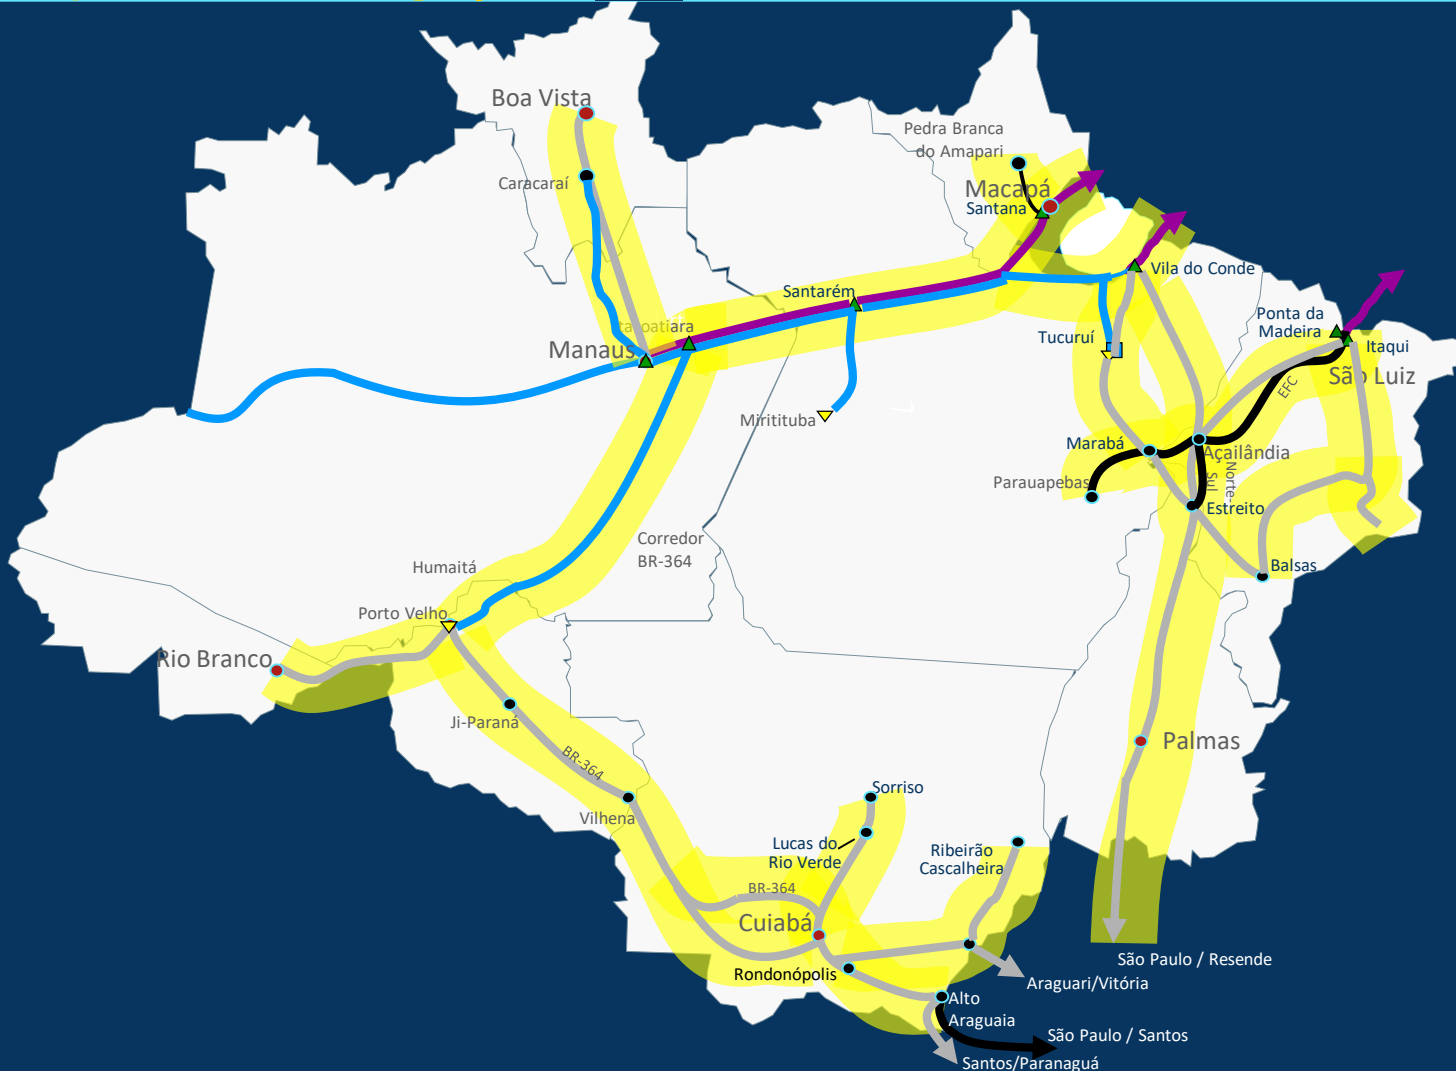 Boa Vista
Caracaraí
Pedra Branca
do Amapari
Macapá
Santana
Vila do Conde
Santarém
Itacoatiara
Manaus
Tucuruí
Ponta da
Madeira
Itaqui
São Luiz
EFC
Miritituba
Marabá
Açailândia
Parauapebas
Norte-
Sul
Estreito
Balsas
Corredor
BR-364
Humaitá
Porto Velho
Rio Branco
Ji-Paraná
BR-364
Vilhena
Palmas
Sorriso
Lucas do
Rio Verde
Ribeirão
Cascalheira
BR-364
Cuiabá
Rondonópolis
São Paulo / Resende
Araguari/Vitória
Alto
Araguaia
São Paulo / Santos
Santos/Paranaguá